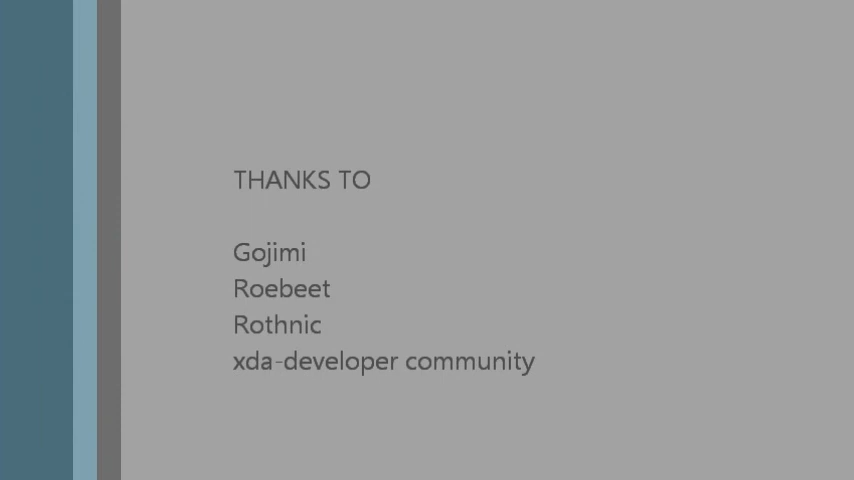 THANKS TO
Gojimi
Roebeet
Rothnic
xda-developer community